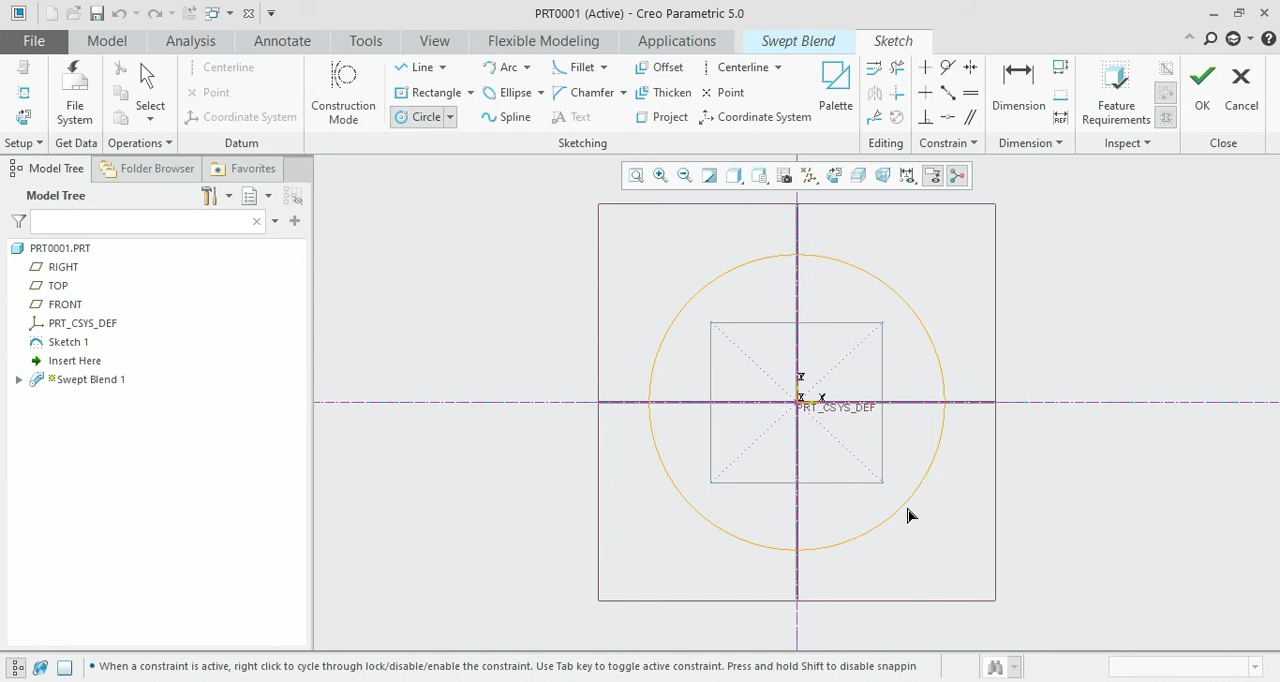 PRT0001 (Active) - Creo Parametric 5.0
File Model Analysis Annotate Tools View Flexible Modeling Applications Swept Blend Sketch
Line Arc Fillet Offset Centerline
Centerline
Rectangle Ellipse Chamfer Thicken Point
Point
Circle Spline Text Project Coordinate System
Coordinate System
File System
Select
Construction Mode
Palette
Dimension
Feature Requirements
OK
Cancel
REF
Setup Get Data Operations Datum Sketching Editing Constrain Dimension Inspect Close
Model Tree Folder Browser Favorites
Model Tree
PRT0001.PRT
RIGHT
TOP
FRONT
PRT_CSYS_DEF
Sketch 1
Insert Here
Swept Blend 1
Y
Z X
PRT_CSYS_DEF
• When a constraint is active, right click to cycle through lock/disable/enable the constraint. Use Tab key to toggle active constraint. Press and hold Shift to disable snappin